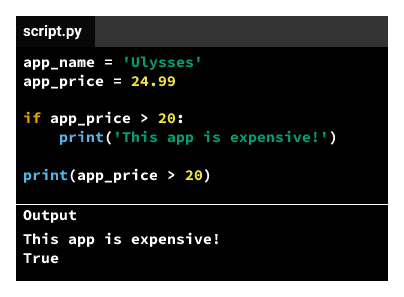 script.py
app_name = 'Ulysses'
app_price = 24.99
if app_price > 20:
    print('This app is expensive!')
print(app_price > 20)
Output
This app is expensive!
True